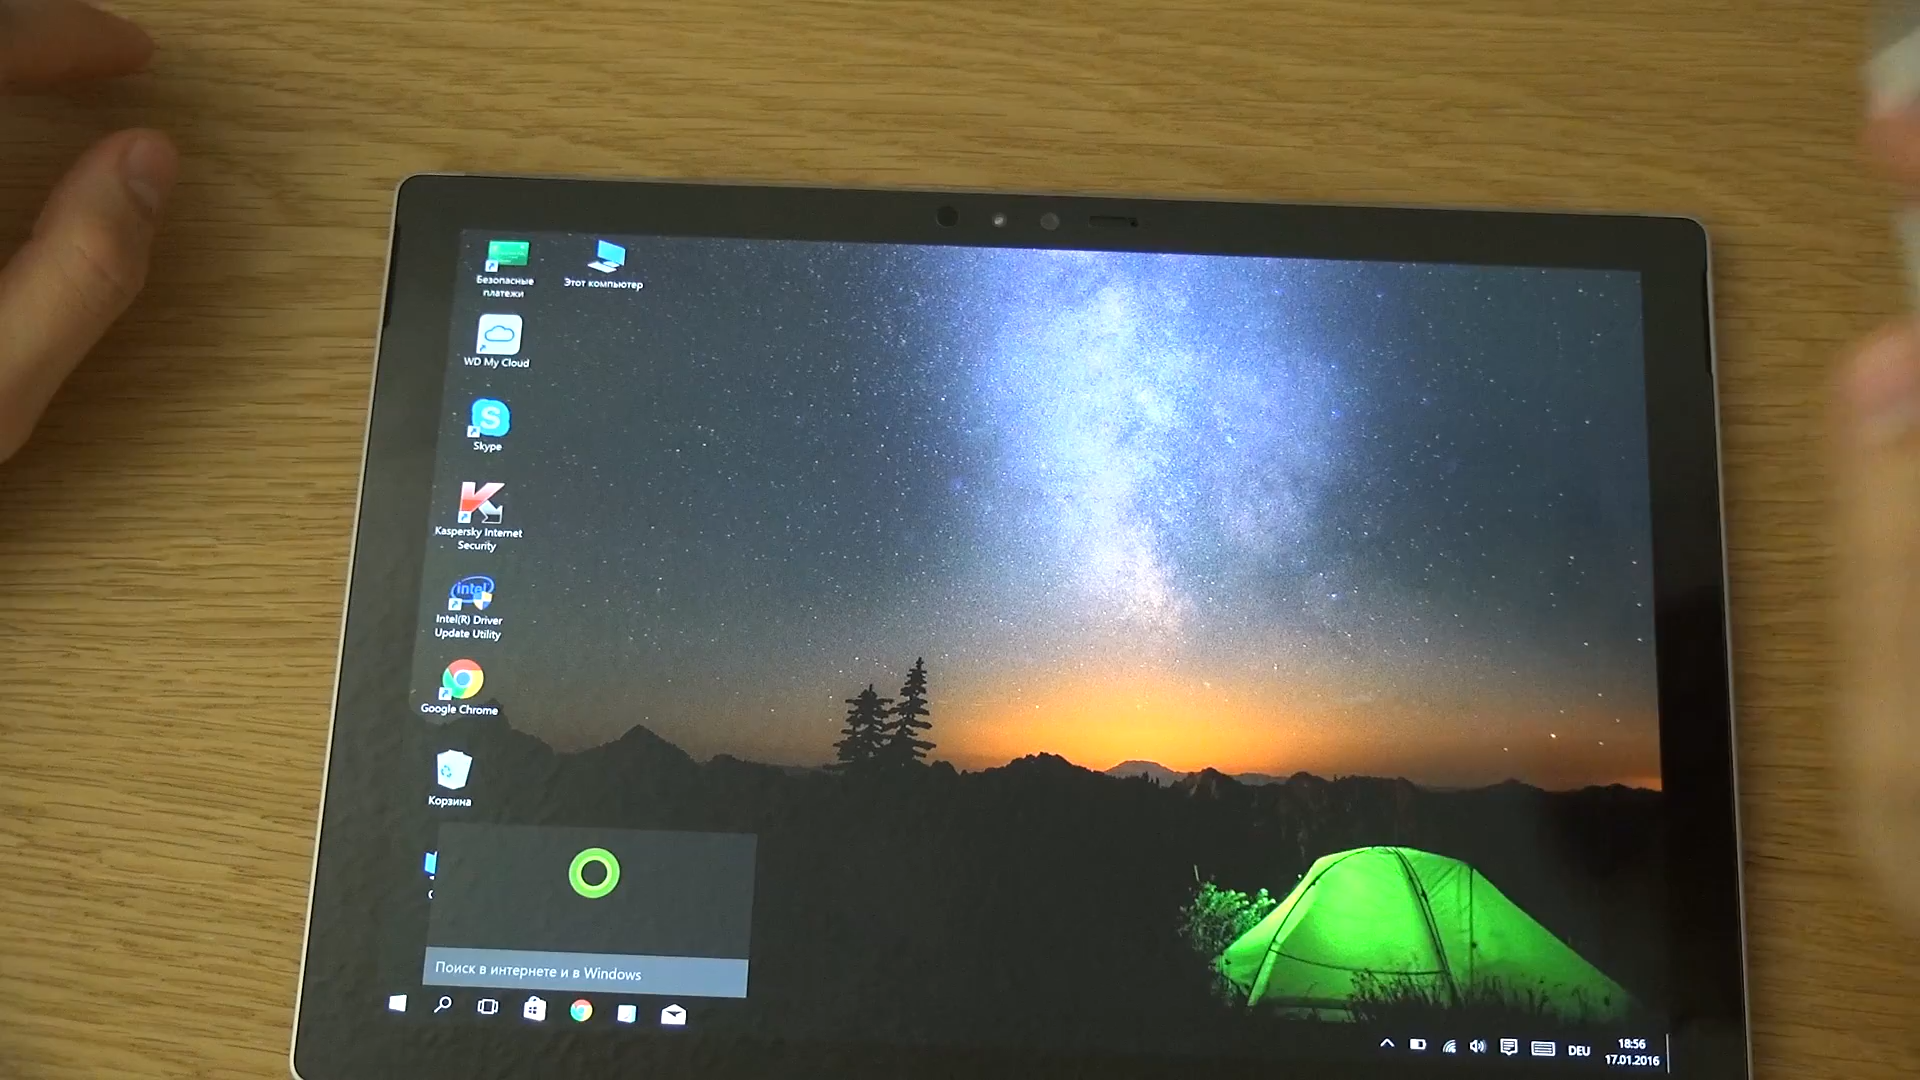 Безопасные
платежи
Этот компьютер
WD My Cloud
S
Skype
Kaspersky Internet
Security
intel
Intel(R) Driver
Update Utility
Google Chrome
Корзина
Поиск в интернете и в Windows
DEU
18:56
17.01.2016